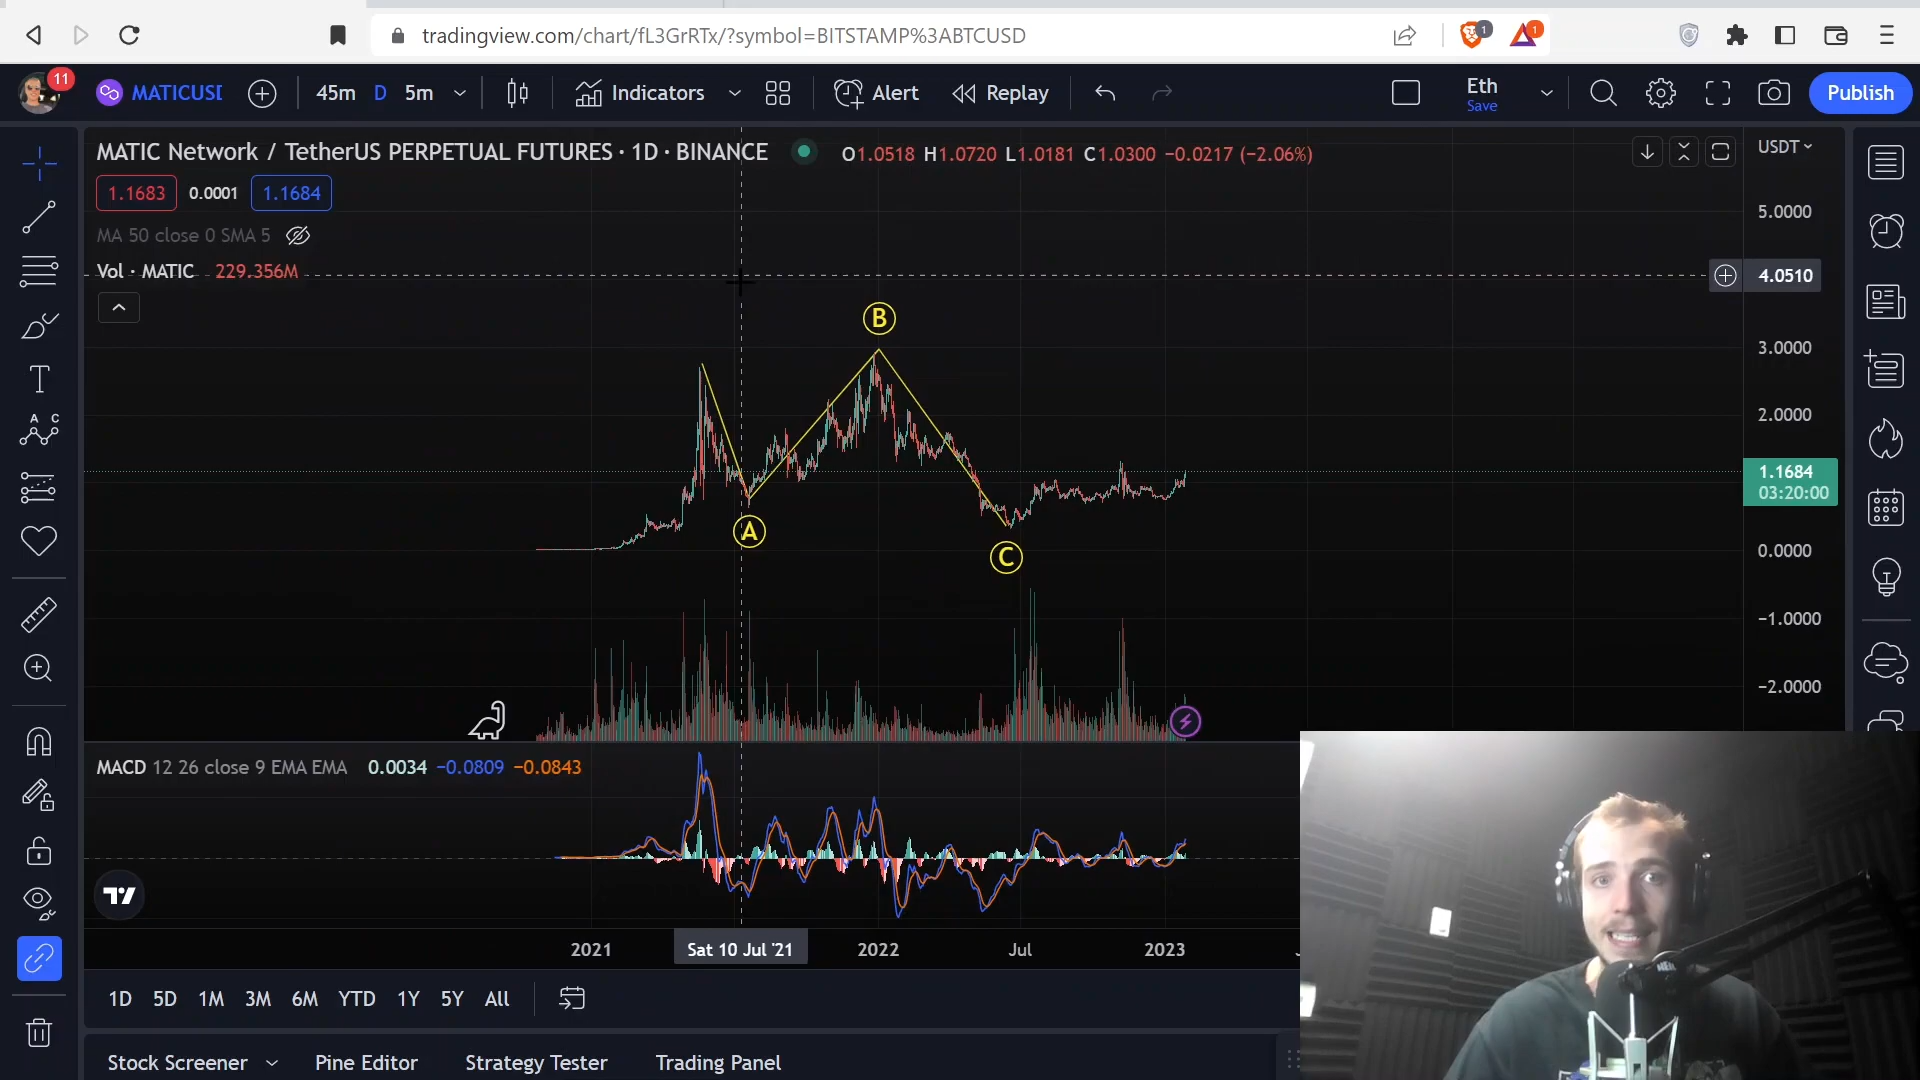 tradingview.com/chart/fL3GrRTx/?symbol=BITSTAMP%3ABTCUSD
1
1
11
MATICUSI
45m D 5m
Indicators
Alert
Replay
Eth
Save
Publish
MATIC Network / TetherUS PERPETUAL FUTURES · 1D · BINANCE
O1.0518 H1.0720 L1.0181 C1.0300 −0.0217 (−2.06%)
USDT
1.1683 0.0001 1.1684
MA 50 close 0 SMA 5
Vol · MATIC 229.356M
5.0000
4.0510
3.0000
2.0000
1.1684
03:20:00
0.0000
−1.0000
−2.0000
B
A
C
A C
T
MACD 12 26 close 9 EMA EMA 0.0034 −0.0809 −0.0843
2021 Sat 10 Jul '21 2022 Jul 2023
1D 5D 1M 3M 6M YTD 1Y 5Y All
Stock Screener Pine Editor Strategy Tester Trading Panel